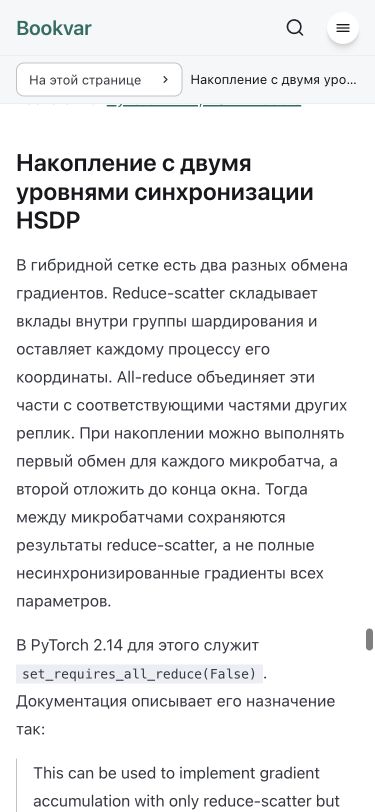 Bookvar
На этой странице
Накопление с двумя уро...
Накопление с двумя
уровнями синхронизации
HSDP
В гибридной сетке есть два разных обмена
градиентов. Reduce-scatter складывает
вклады внутри группы шардирования и
оставляет каждому процессу его
координаты. All-reduce объединяет эти
части с соответствующими частями других
реплик. При накоплении можно выполнять
первый обмен для каждого микробатча, а
второй отложить до конца окна. Тогда
между микробатчами сохраняются
результаты reduce-scatter, а не полные
несинхронизированные градиенты всех
параметров.
В PyTorch 2.14 для этого служит
set_requires_all_reduce(False).
Документация описывает его назначение
так:
This can be used to implement gradient
accumulation with only reduce-scatter but